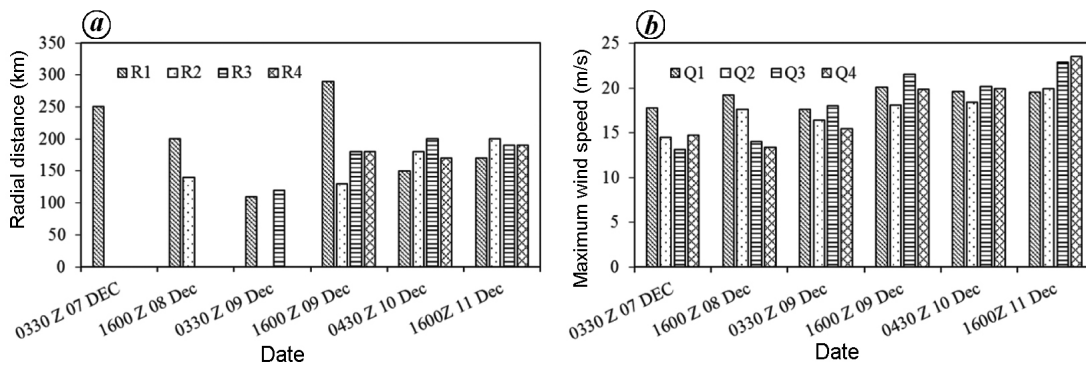 a
Radial distance (km)
350
300
250
200
150
100
50
0
R1 R2 R3 R4
0330 Z 07 DEC
1600 Z 08 Dec
0330 Z 09 Dec
1600 Z 09 Dec
0430 Z 10 Dec
1600Z 11 Dec
Date
b
Maximum wind speed (m/s)
25
20
15
10
5
0
Q1 Q2 Q3 Q4
0330 Z 07 DEC
1600 Z 08 Dec
0330 Z 09 Dec
1600 Z 09 Dec
0430 Z 10 Dec
1600Z 11 Dec
Date